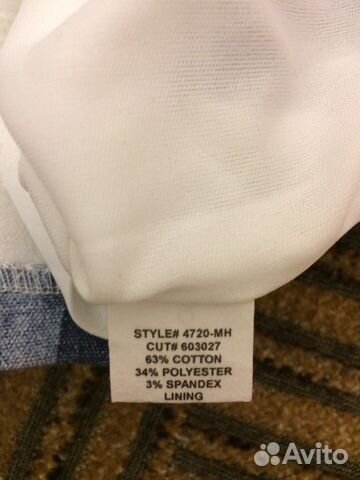 STYLE# 4720-MH
CUT# 603027
63% COTTON
34% POLYESTER
3% SPANDEX
LINING
Avito